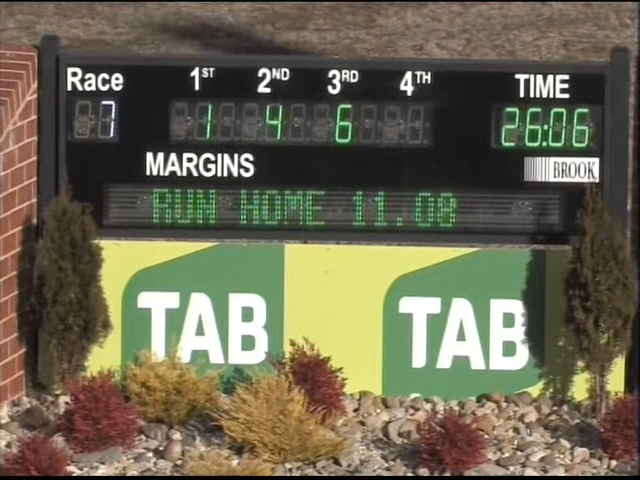 Race 1ST 2ND 3RD 4TH TIME
7 1 4 6 26:06
MARGINS BROOK
RUN HOME 11.08
TAB TAB